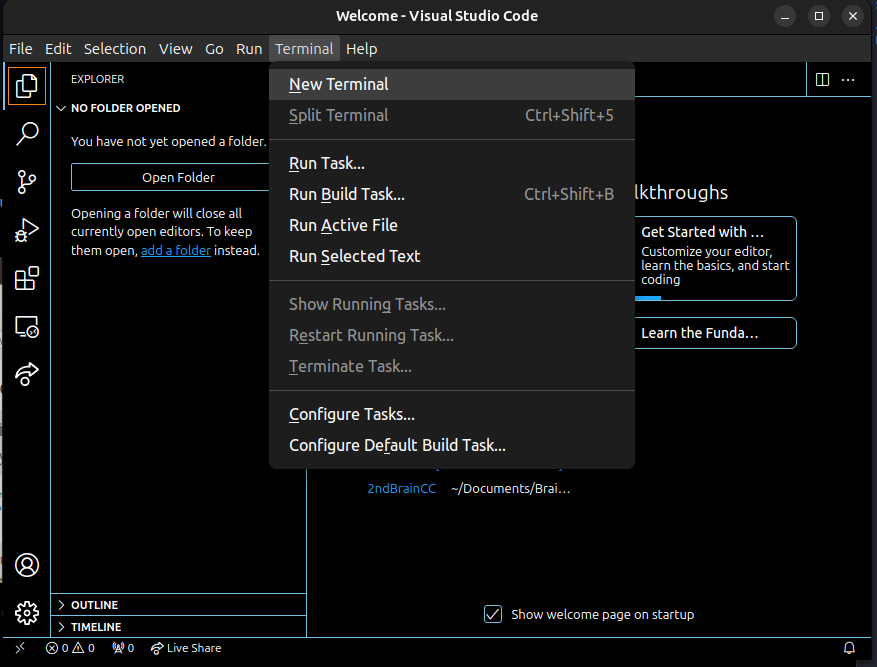 Welcome - Visual Studio Code
File Edit Selection View Go Run Terminal Help
EXPLORER
NO FOLDER OPENED
You have not yet opened a folder.
Open Folder
Opening a folder will close all
currently open editors. To keep
them open, add a folder instead.
New Terminal
Split Terminal Ctrl+Shift+5
Run Task...
Run Build Task... Ctrl+Shift+B
Run Active File
Run Selected Text
Show Running Tasks...
Restart Running Task...
Terminate Task...
Configure Tasks...
Configure Default Build Task...
lkthroughs
Get Started with ...
Customize your editor,
learn the basics, and start
coding
Learn the Funda...
2ndBrainCC ~/Documents/Brai...
Show welcome page on startup
OUTLINE
TIMELINE
0 0 0 Live Share